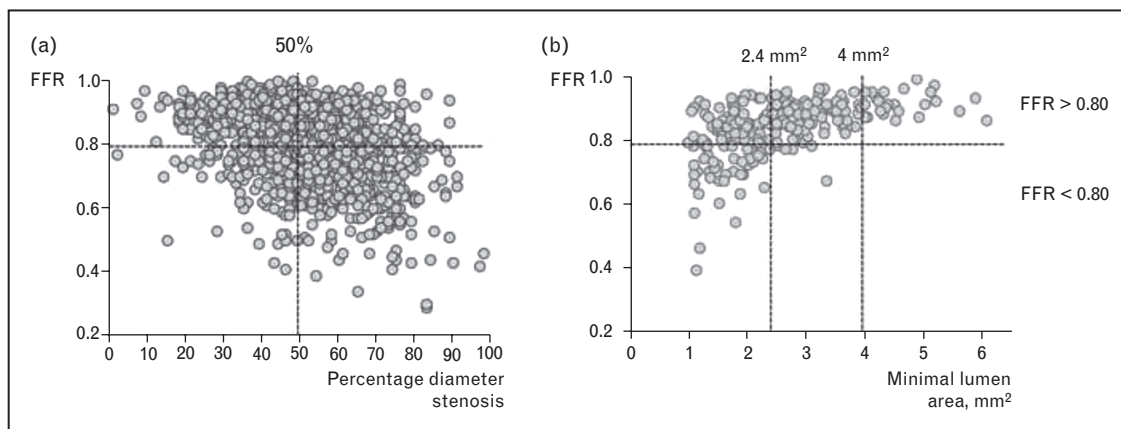 (a)
50%
FFR
1.0
0.8
0.6
0.4
0.2
0 10 20 30 40 50 60 70 80 90 100
Percentage diameter
stenosis
(b)
2.4 mm² 4 mm²
FFR
1.0
0.8
0.6
0.4
0.2
0 1 2 3 4 5 6
Minimal lumen
area, mm²
FFR > 0.80
FFR < 0.80